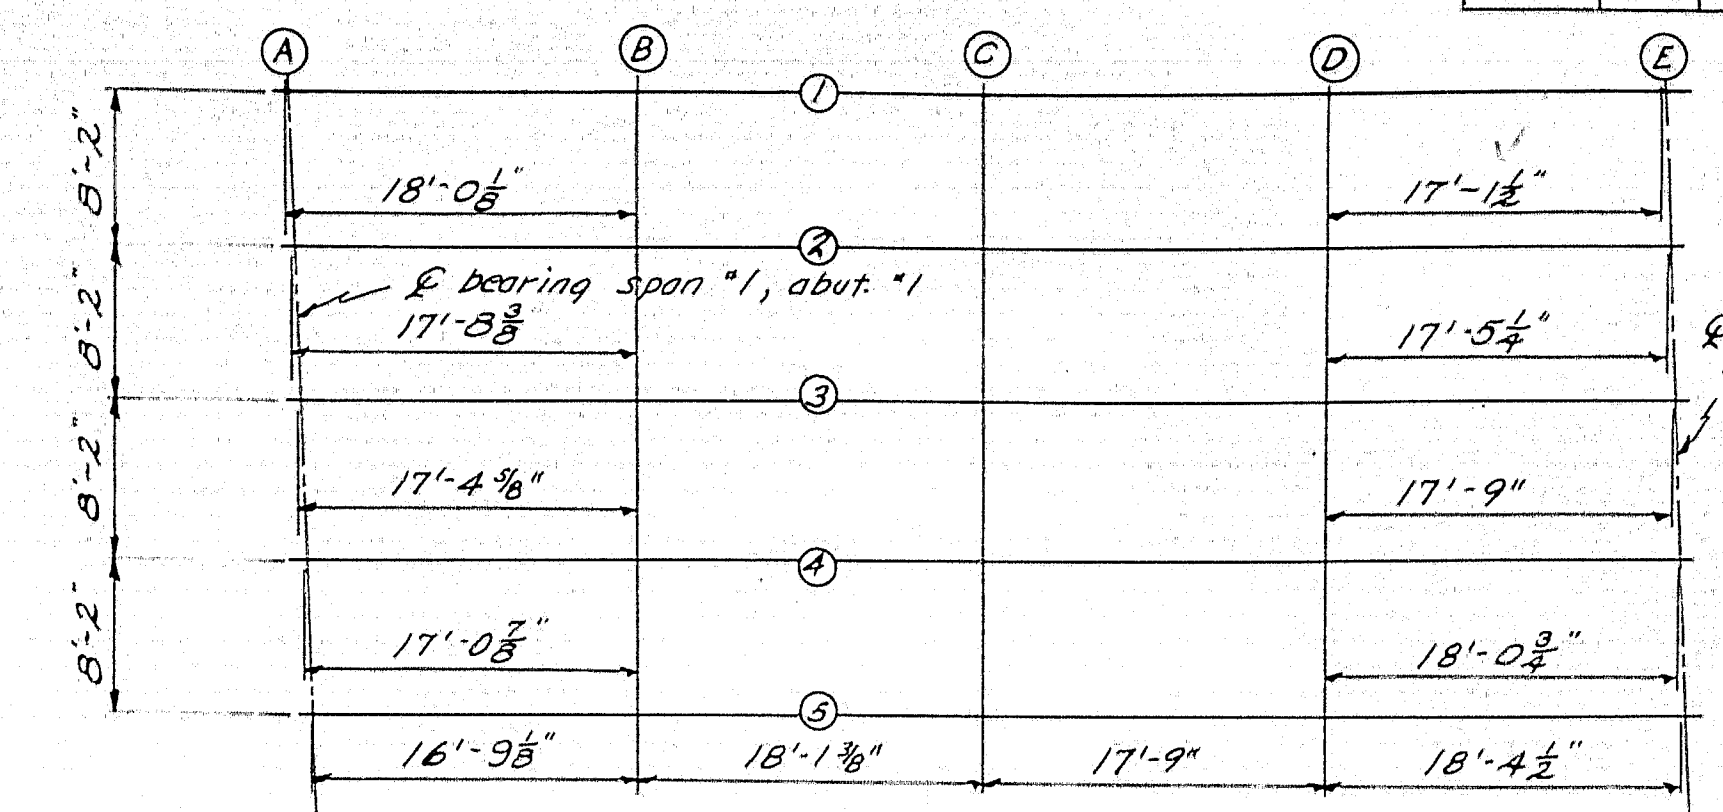 A B C D E
1
8'-2"
18'-0 1/8" 17'-1 1/2"
2
℄ bearing span #1, abut. #1
8'-2"
17'-8 3/8" 17'-5 1/4" ℄
3
8'-2"
17'-4 5/8" 17'-9"
4
8'-2"
17'-0 7/8" 18'-0 3/4"
5
16'-9 1/8" 18'-1 3/8" 17'-9" 18'-4 1/2"